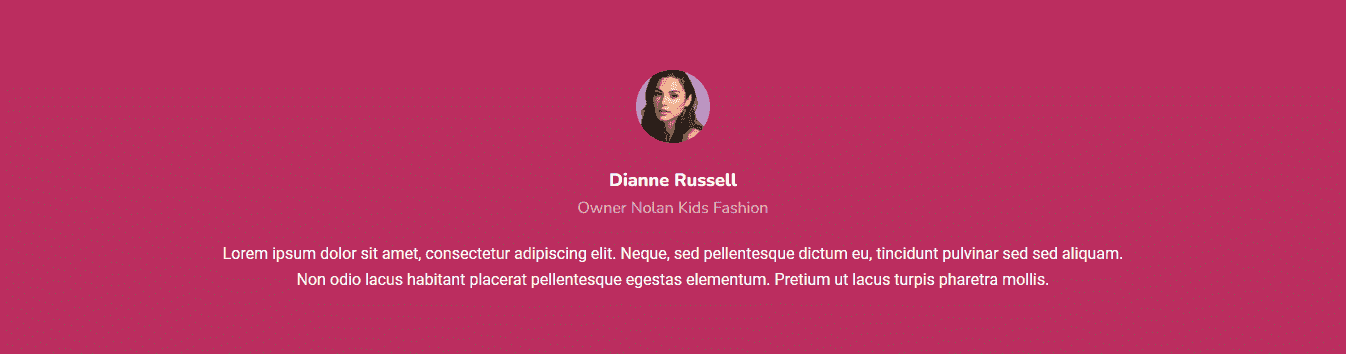 Dianne Russell
Owner Nolan Kids Fashion
Lorem ipsum dolor sit amet, consectetur adipiscing elit. Neque, sed pellentesque dictum eu, tincidunt pulvinar sed sed aliquam.
Non odio lacus habitant placerat pellentesque egestas elementum. Pretium ut lacus turpis pharetra mollis.